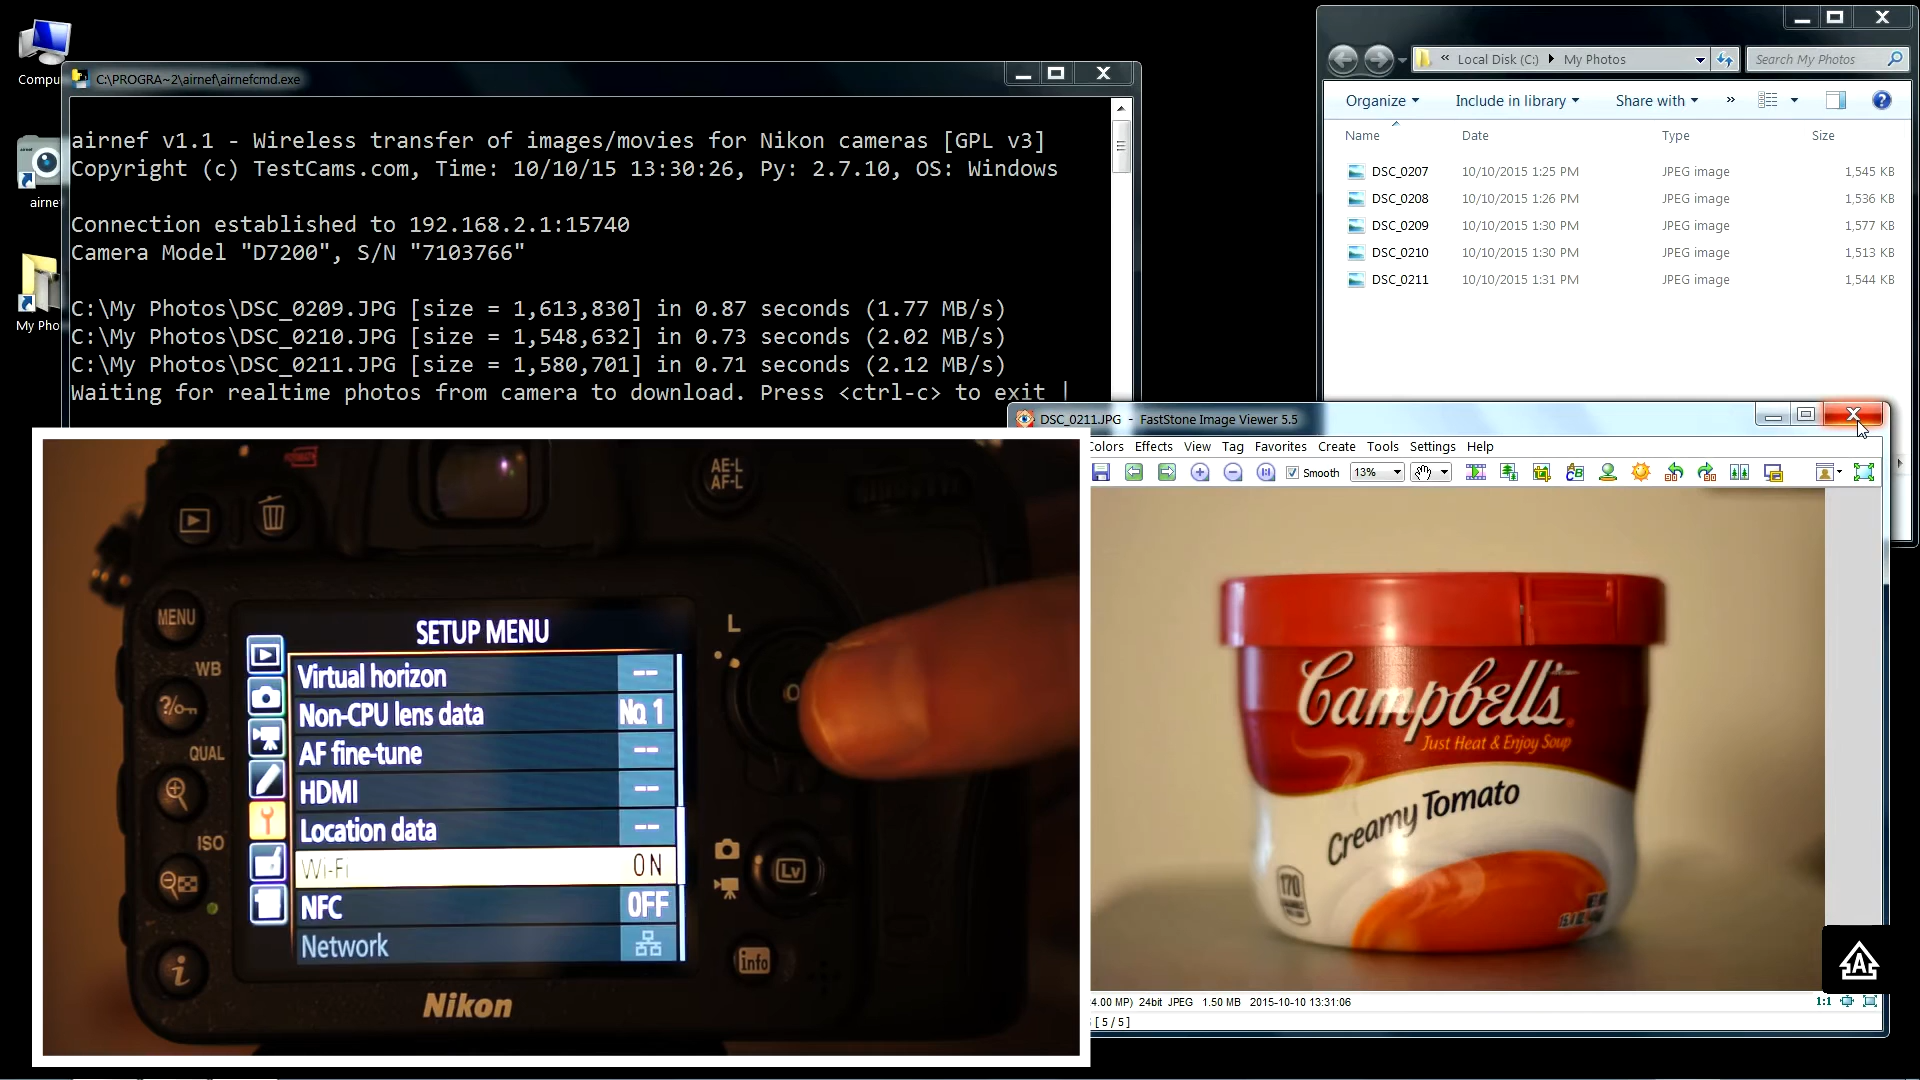 Compu
airne
My Pho
C:\PROGRA~2\airnef\airnefcmd.exe
airnef v1.1 - Wireless transfer of images/movies for Nikon cameras [GPL v3]
Copyright (c) TestCams.com, Time: 10/10/15 13:30:26, Py: 2.7.10, OS: Windows
Connection established to 192.168.2.1:15740
Camera Model "D7200", S/N "7103766"
C:\My Photos\DSC_0209.JPG [size = 1,613,830] in 0.87 seconds (1.77 MB/s)
C:\My Photos\DSC_0210.JPG [size = 1,548,632] in 0.73 seconds (2.02 MB/s)
C:\My Photos\DSC_0211.JPG [size = 1,580,701] in 0.71 seconds (2.12 MB/s)
Waiting for realtime photos from camera to download. Press <ctrl-c> to exit |
« Local Disk (C:) My Photos
Search My Photos
Organize Include in library Share with »
Name Date Type Size
DSC_0207 10/10/2015 1:25 PM JPEG image 1,545 KB
DSC_0208 10/10/2015 1:26 PM JPEG image 1,536 KB
DSC_0209 10/10/2015 1:30 PM JPEG image 1,577 KB
DSC_0210 10/10/2015 1:30 PM JPEG image 1,513 KB
DSC_0211 10/10/2015 1:31 PM JPEG image 1,544 KB
DSC_0211.JPG - FastStone Image Viewer 5.5
olors Effects View Tag Favorites Create Tools Settings Help
Smooth 13%
Campbell's
Just Heat & Enjoy Soup
Creamy Tomato
170
4.00 MP) 24bit JPEG 1.50 MB 2015-10-10 13:31:06
1:1
[ 5 / 5 ]
AE-L
AF-L
MENU
WB
QUAL
ISO
L
Lv
info
i
SETUP MENU
Virtual horizon --
Non-CPU lens data No. 1
AF fine-tune --
HDMI --
Location data --
Wi-Fi ON
NFC OFF
Network
Nikon
A